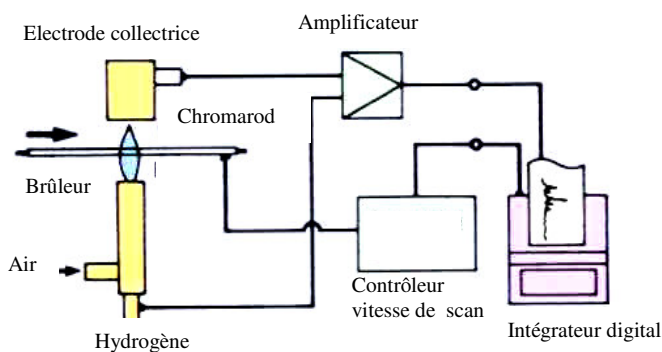 Amplificateur
Electrode collectrice
Chromarod
Brûleur
Air
Contrôleur
vitesse de scan
Intégrateur digital
Hydrogène